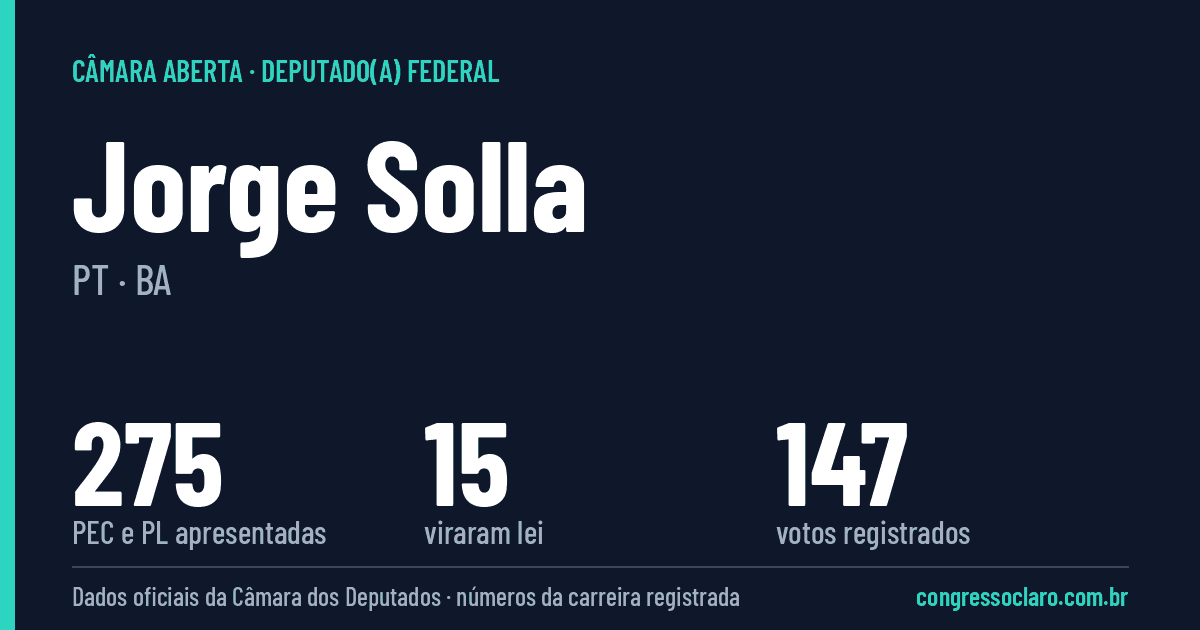 CÂMARA ABERTA · DEPUTADO(A) FEDERAL
Jorge Solla
PT · BA
275 15 147
PEC e PL apresentadas viraram lei votos registrados
Dados oficiais da Câmara dos Deputados · números da carreira registrada congressoclaro.com.br